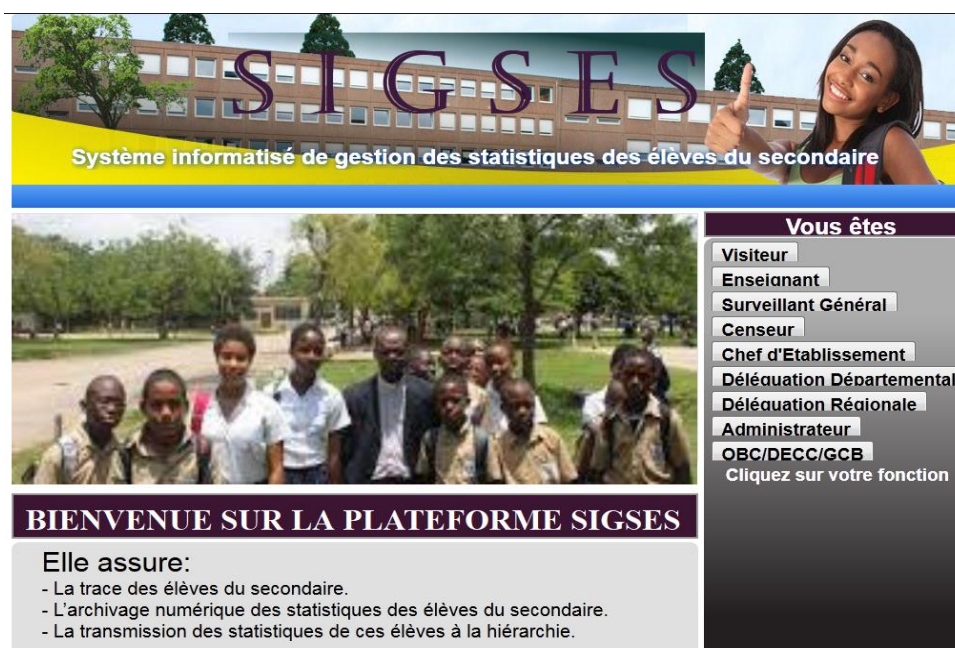 SIGSES
Système informatisé de gestion des statistiques des élèves du secondaire
Vous êtes
Visiteur
Enseignant
Surveillant Général
Censeur
Chef d'Etablissement
Délégation Départemental
Délégation Régionale
Administrateur
OBC/DECC/GCB
Cliquez sur votre fonction
BIENVENUE SUR LA PLATEFORME SIGSES
Elle assure:
- La trace des élèves du secondaire.
- L'archivage numérique des statistiques des élèves du secondaire.
- La transmission des statistiques de ces élèves à la hiérarchie.